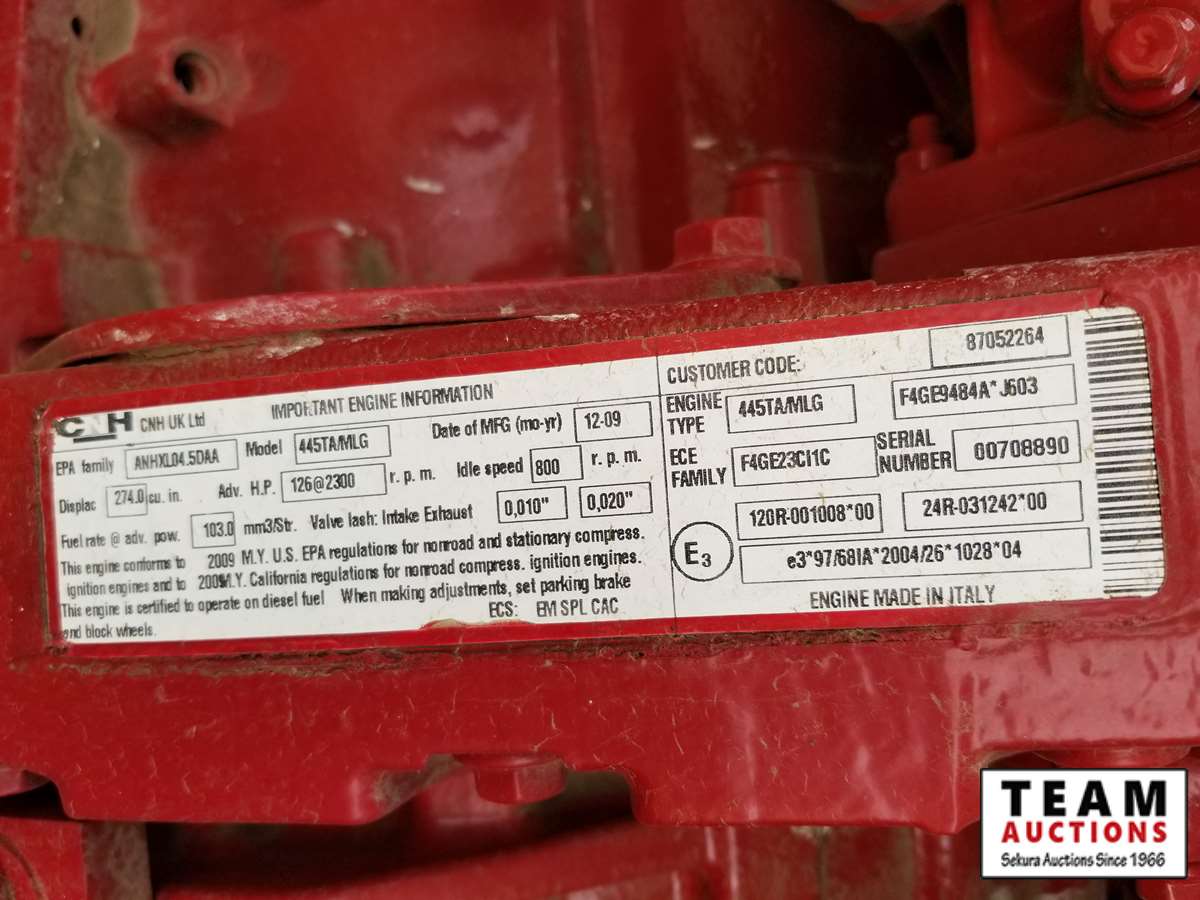 CNH CNH UK Ltd IMPORTANT ENGINE INFORMATION
EPA family ANHXL04.5DAA Model 445TA/MLG Date of MFG (mo-yr) 12-09
Displac 274.0 cu. in. Adv. H.P. 126@2300 r.p.m. Idle speed 800 r.p.m.
Fuel rate @ adv. pow. 103.0 mm3/Str. Valve lash: Intake Exhaust 0,010" 0,020"
This engine conforms to 2009 M.Y. U.S. EPA regulations for nonroad and stationary compress.
ignition engines and to 2009M.Y. California regulations for nonroad compress. ignition engines.
This engine is certified to operate on diesel fuel When making adjustments, set parking brake
and block wheels. ECS: EM SPL CAC
CUSTOMER CODE: 87052264
ENGINE TYPE 445TA/MLG F4GE9484A*J603
ECE FAMILY F4GE23CI1C SERIAL NUMBER 00708890
120R-001008*00 24R-031242*00
E3 e3*97/68IA*2004/26*1028*04
ENGINE MADE IN ITALY
TEAM
AUCTIONS
Sekura Auctions Since 1966